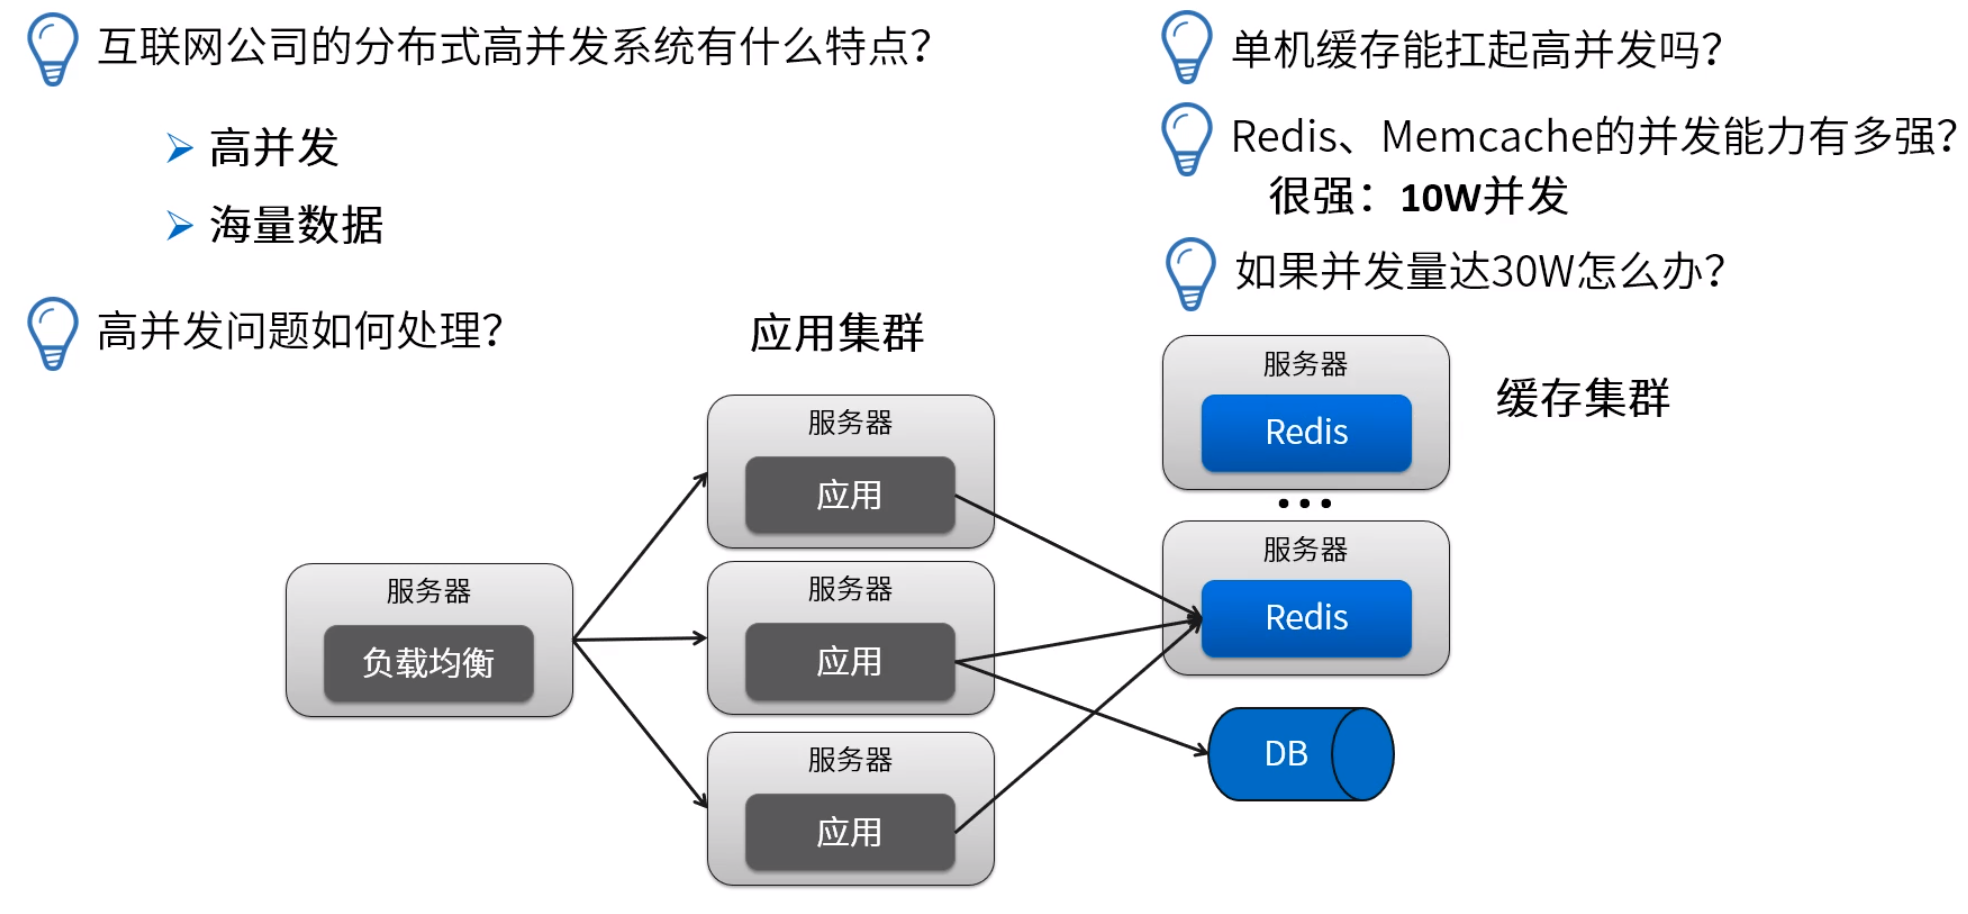 互联网公司的分布式高并发系统有什么特点？
高并发
海量数据
高并发问题如何处理？
单机缓存能扛起高并发吗？
Redis、Memcache的并发能力有多强？
很强：10W并发
如果并发量达30W怎么办？
应用集群
缓存集群
服务器
负载均衡
服务器
应用
服务器
应用
服务器
应用
服务器
Redis
...
服务器
Redis
DB